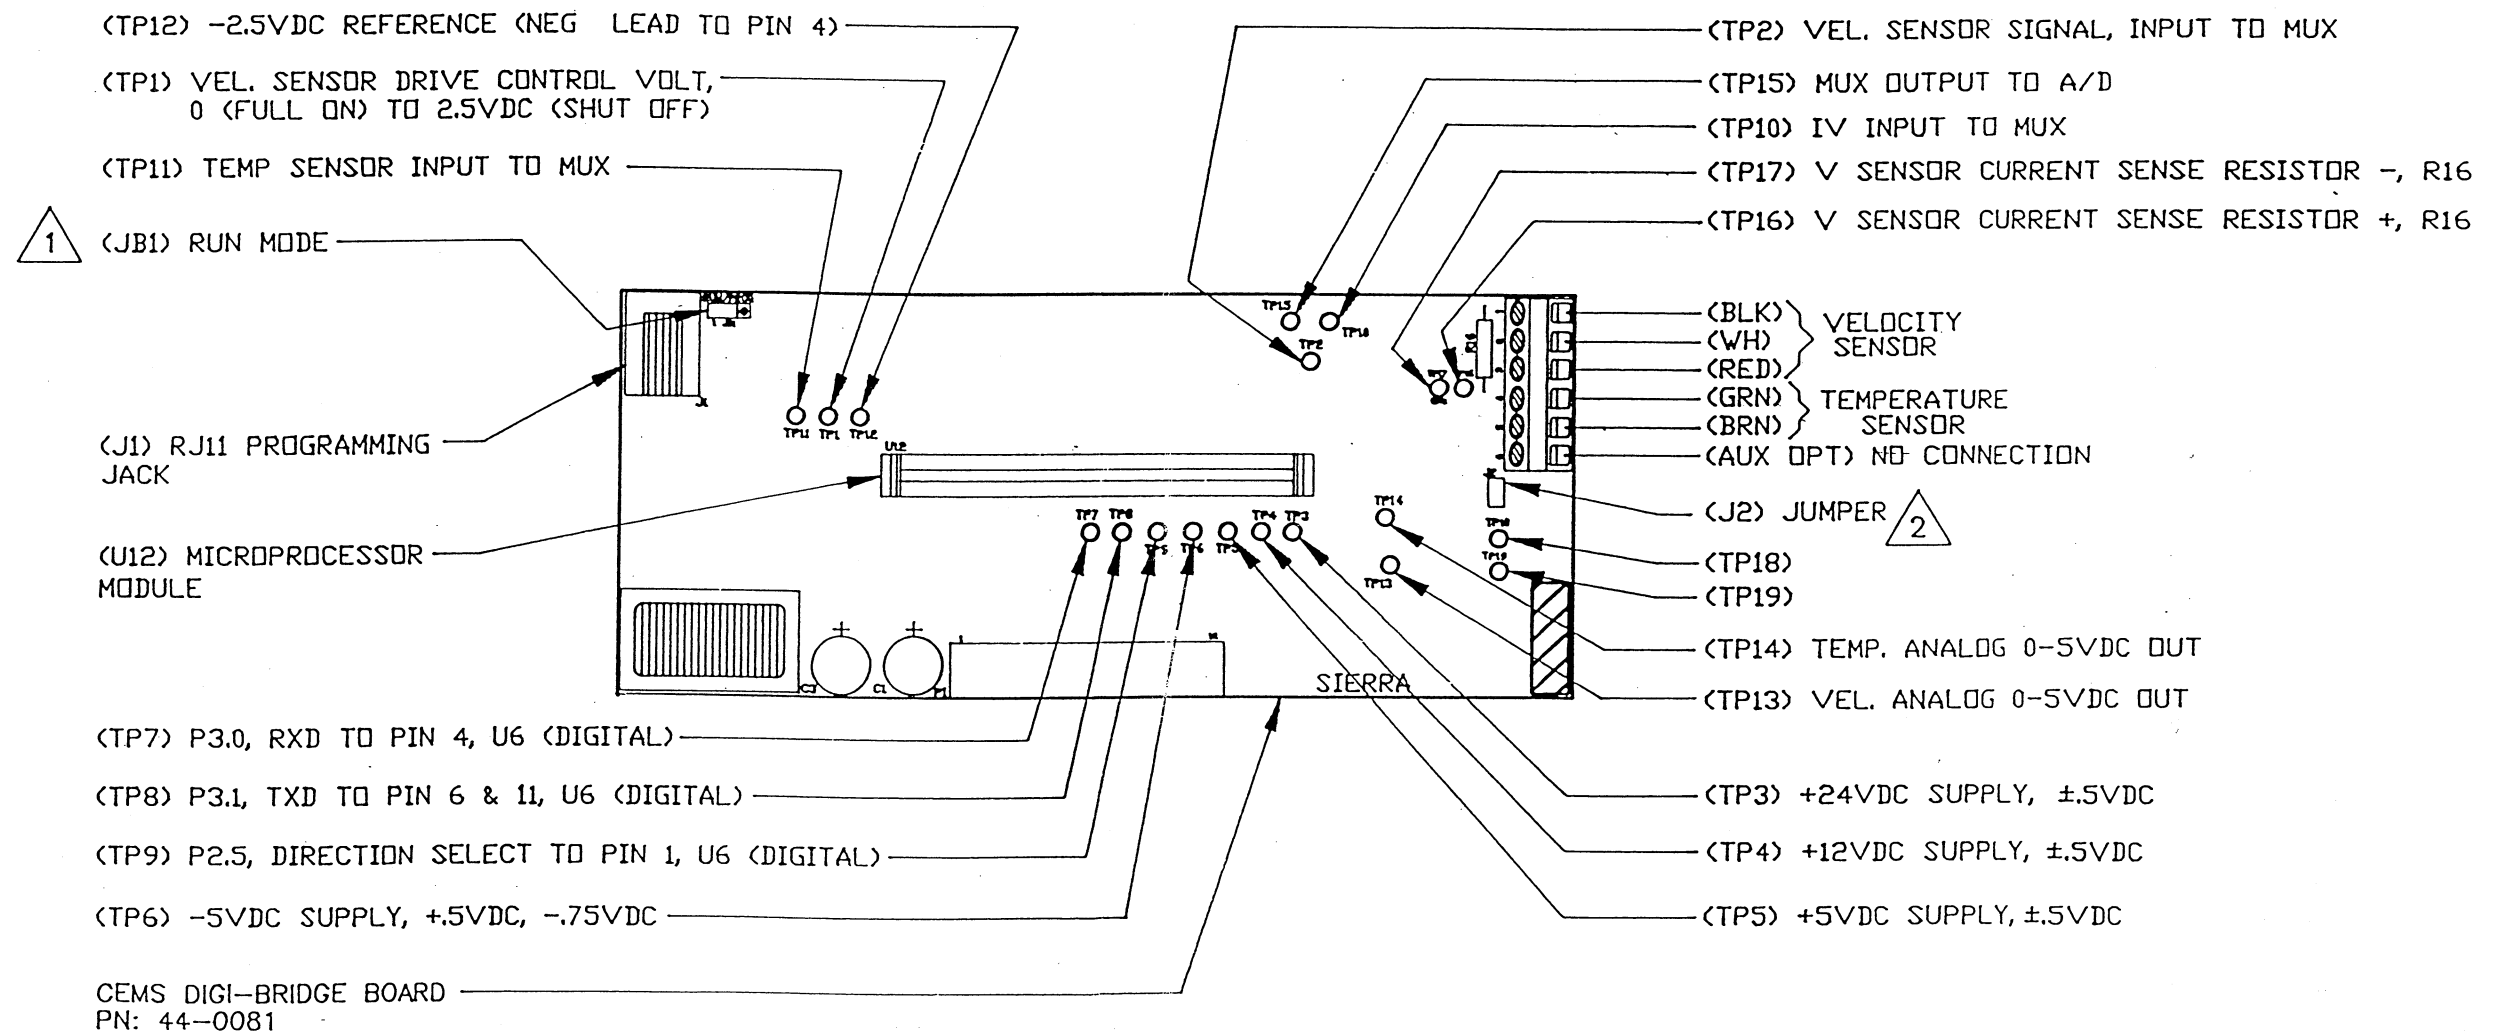 (TP12) -2.5VDC REFERENCE (NEG LEAD TO PIN 4)
(TP1) VEL. SENSOR DRIVE CONTROL VOLT,
0 (FULL ON) TO 2.5VDC (SHUT OFF)
(TP11) TEMP SENSOR INPUT TO MUX
1
(JB1) RUN MODE
(J1) RJ11 PROGRAMMING
JACK
(U12) MICROPROCESSOR
MODULE
(TP7) P3.0, RXD TO PIN 4, U6 (DIGITAL)
(TP8) P3.1, TXD TO PIN 6 & 11, U6 (DIGITAL)
(TP9) P2.5, DIRECTION SELECT TO PIN 1, U6 (DIGITAL)
(TP6) -5VDC SUPPLY, +.5VDC, -.75VDC
CEMS DIGI-BRIDGE BOARD
PN: 44-0081
(TP2) VEL. SENSOR SIGNAL, INPUT TO MUX
(TP15) MUX OUTPUT TO A/D
(TP10) IV INPUT TO MUX
(TP17) V SENSOR CURRENT SENSE RESISTOR -, R16
(TP16) V SENSOR CURRENT SENSE RESISTOR +, R16
(BLK)
(WH)
(RED)
VELOCITY
SENSOR
(GRN)
(BRN)
TEMPERATURE
SENSOR
(AUX OPT) NO CONNECTION
(J2) JUMPER
2
(TP18)
(TP19)
(TP14) TEMP. ANALOG 0-5VDC OUT
(TP13) VEL. ANALOG 0-5VDC OUT
(TP3) +24VDC SUPPLY, ±.5VDC
(TP4) +12VDC SUPPLY, ±.5VDC
(TP5) +5VDC SUPPLY, ±.5VDC
TP15
TP2
TP11
TP1
TP12
U12
TP7
TP8
TP6
TP4
TP3
TP14
TP13
TP18
TP19
C1
SIERRA